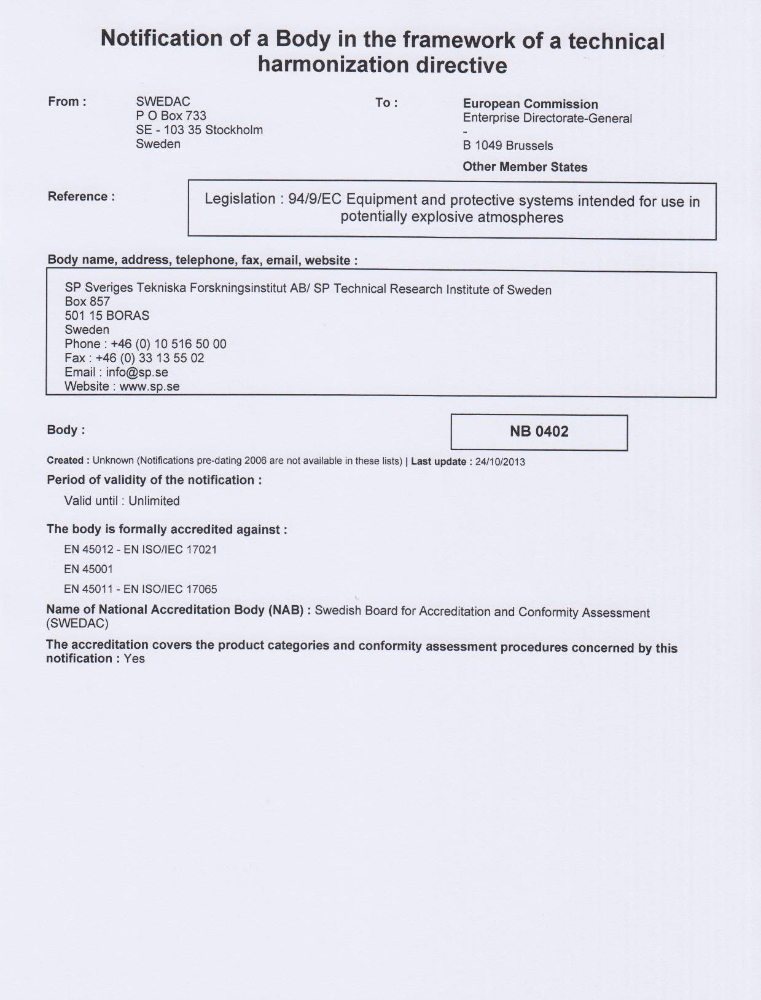 Notification of a Body in the framework of a technical
harmonization directive
From :
SWEDAC
P O Box 733
SE - 103 35 Stockholm
Sweden
To :
European Commission
Enterprise Directorate-General
-
B 1049 Brussels
Other Member States
Reference :
Legislation : 94/9/EC Equipment and protective systems intended for use in
potentially explosive atmospheres
Body name, address, telephone, fax, email, website :
SP Sveriges Tekniska Forskningsinstitut AB/ SP Technical Research Institute of Sweden
Box 857
501 15 BORAS
Sweden
Phone : +46 (0) 10 516 50 00
Fax : +46 (0) 33 13 55 02
Email : info@sp.se
Website : www.sp.se
Body :
NB 0402
Created : Unknown (Notifications pre-dating 2006 are not available in these lists) | Last update : 24/10/2013
Period of validity of the notification :
Valid until : Unlimited
The body is formally accredited against :
EN 45012 - EN ISO/IEC 17021
EN 45001
EN 45011 - EN ISO/IEC 17065
Name of National Accreditation Body (NAB) : Swedish Board for Accreditation and Conformity Assessment
(SWEDAC)
The accreditation covers the product categories and conformity assessment procedures concerned by this
notification : Yes